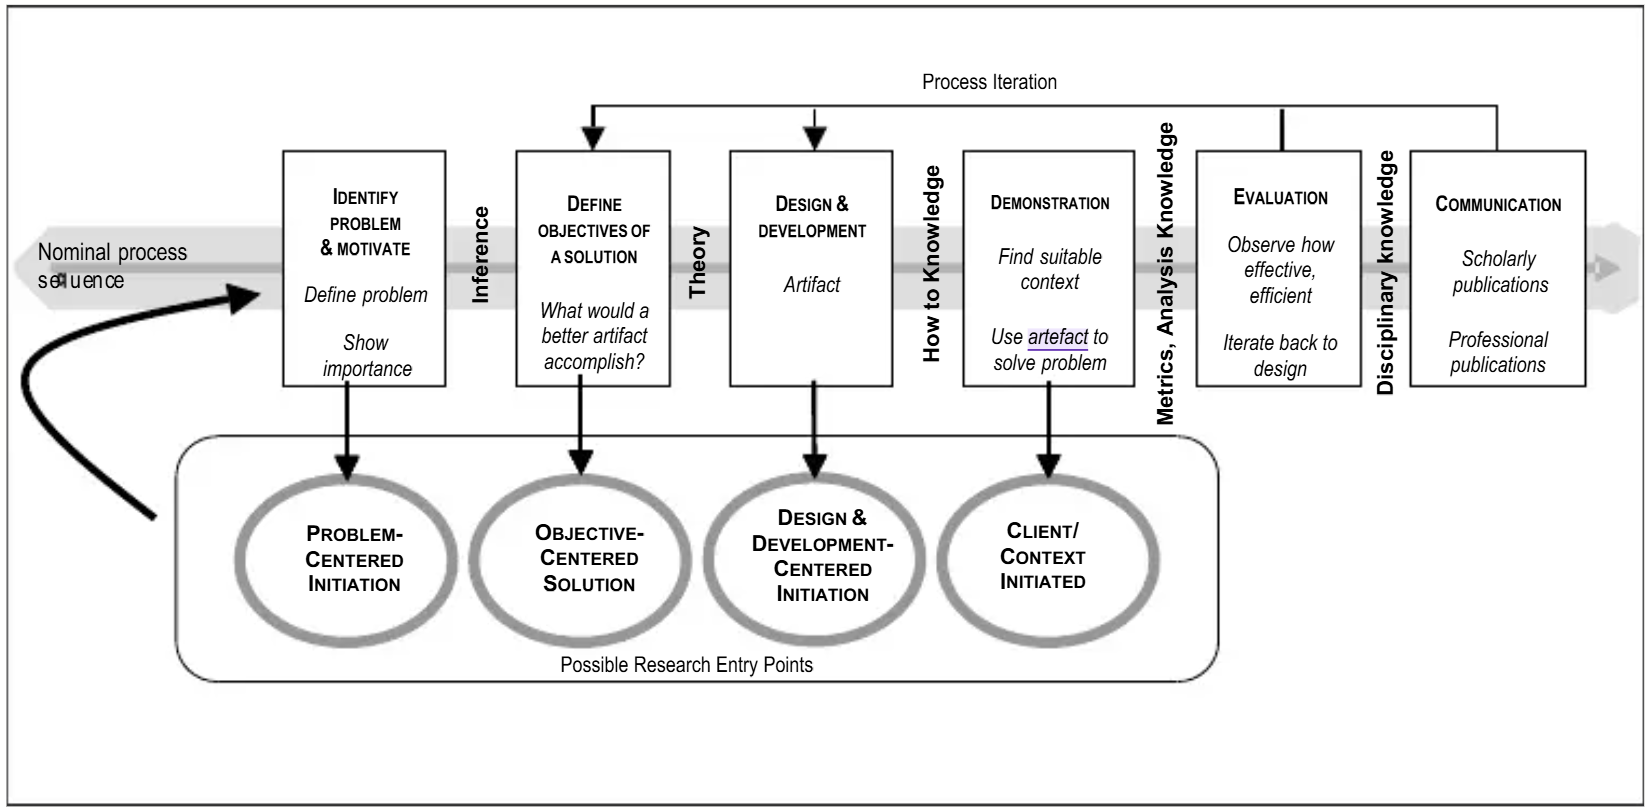 Process Iteration
Nominal process
sequence
IDENTIFY
PROBLEM
& MOTIVATE
Define problem
Show
importance
Inference
DEFINE
OBJECTIVES OF
A SOLUTION
What would a
better artifact
accomplish?
Theory
DESIGN &
DEVELOPMENT
Artifact
How to Knowledge
DEMONSTRATION
Find suitable
context
Use artefact to
solve problem
Metrics, Analysis Knowledge
EVALUATION
Observe how
effective,
efficient
Iterate back to
design
Disciplinary knowledge
COMMUNICATION
Scholarly
publications
Professional
publications
PROBLEM-
CENTERED
INITIATION
OBJECTIVE-
CENTERED
SOLUTION
DESIGN &
DEVELOPMENT-
CENTERED
INITIATION
CLIENT/
CONTEXT
INITIATED
Possible Research Entry Points